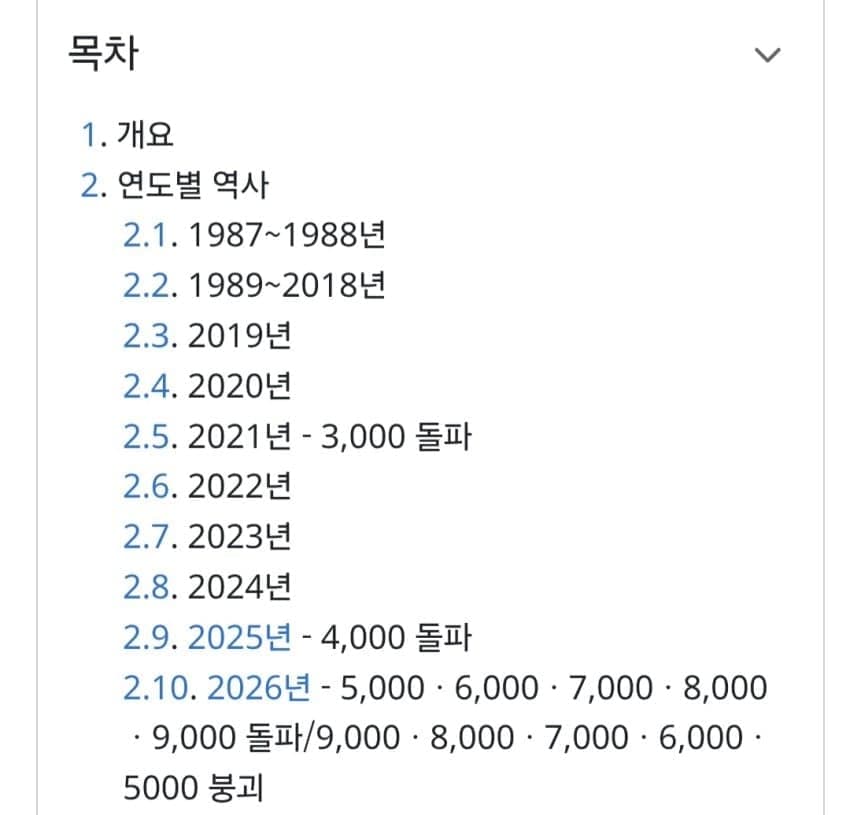 목차
1. 개요
2. 연도별 역사
2.1. 1987~1988년
2.2. 1989~2018년
2.3. 2019년
2.4. 2020년
2.5. 2021년 - 3,000 돌파
2.6. 2022년
2.7. 2023년
2.8. 2024년
2.9. 2025년 - 4,000 돌파
2.10. 2026년 - 5,000 · 6,000 · 7,000 · 8,000
· 9,000 돌파/9,000 · 8,000 · 7,000 · 6,000 ·
5000 붕괴